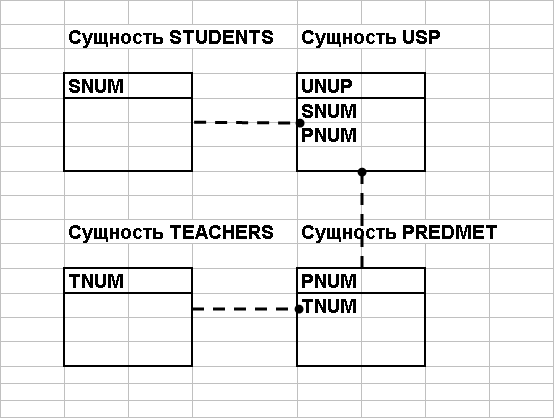 Сущность STUDENTS
Сущность USP
SNUM
UNUP
SNUM
PNUM
Сущность TEACHERS
Сущность PREDMET
TNUM
PNUM
TNUM